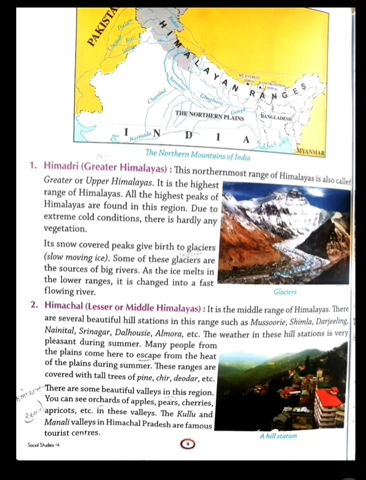 PAKISTA
HIMALAYAN RANGES
THE NORTHERN PLAINS
BANGLADESH
INDIA
MYANMAR
The Northern Mountains of India
1. Himadri (Greater Himalayas) : This northernmost range of Himalayas is also called
Greater or Upper Himalayas. It is the highest
range of Himalayas. All the highest peaks of
Himalayas are found in this region. Due to
extreme cold conditions, there is hardly any
vegetation.
Its snow covered peaks give birth to glaciers
(slow moving ice). Some of these glaciers are
the sources of big rivers. As the ice melts in
the lower ranges, it is changed into a fast
flowing river.
Glaciers
2. Himachal (Lesser or Middle Himalayas) : It is the middle range of Himalayas. There
are several beautiful hill stations in this range such as Mussoorie, Shimla, Darjeeling,
Nainital, Srinagar, Dalhousie, Almora, etc. The weather in these hill stations is very
pleasant during summer. Many people from
the plains come here to escape from the heat
of the plains during summer. These ranges are
covered with tall trees of pine, chir, deodar, etc.
There are some beautiful valleys in this region.
You can see orchards of apples, pears, cherries,
apricots, etc. in these valleys. The Kullu and
Manali valleys in Himachal Pradesh are famous
tourist centres.
A hill station
Social Studies-4